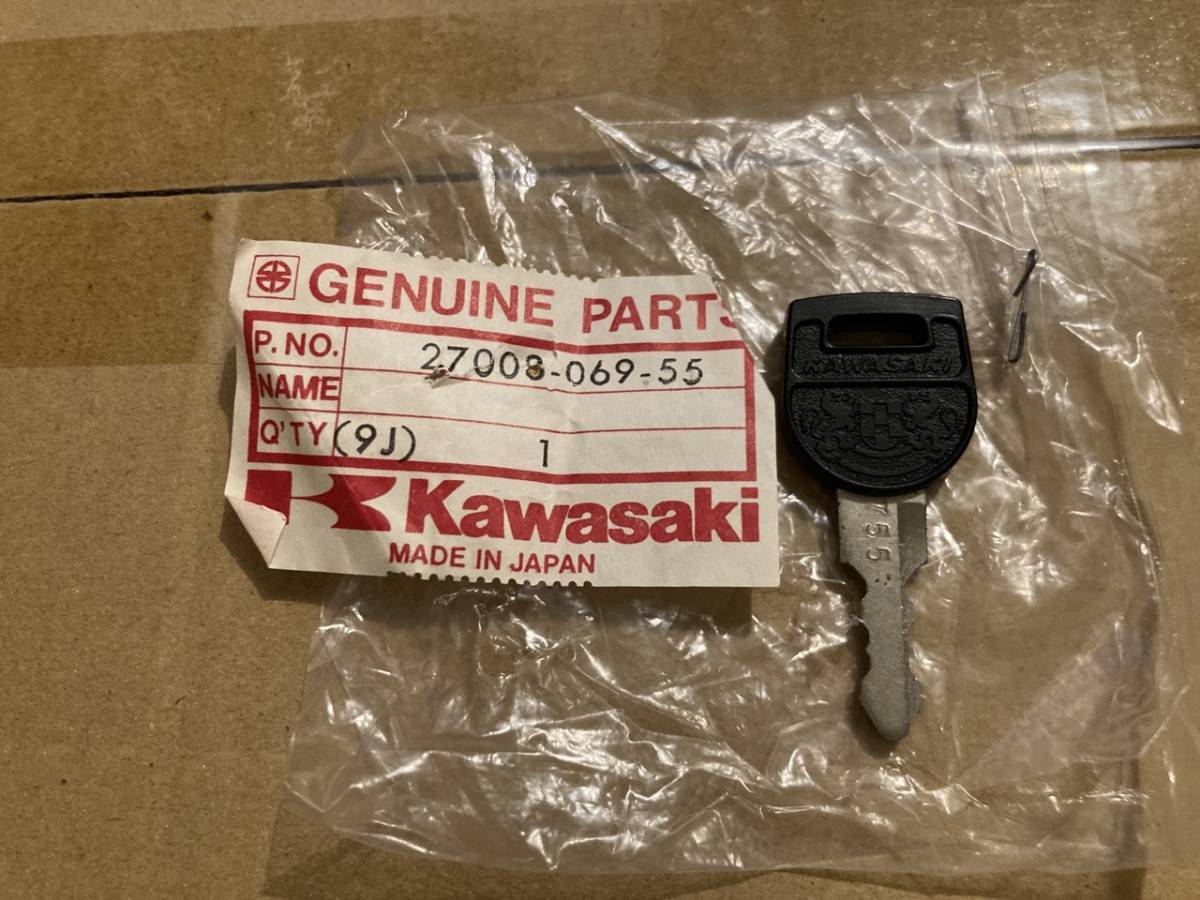 GENUINE PARTS
P. NO. 27008-069-55
NAME
Q'TY (9J) 1
Kawasaki
MADE IN JAPAN
KAWASAKI
755